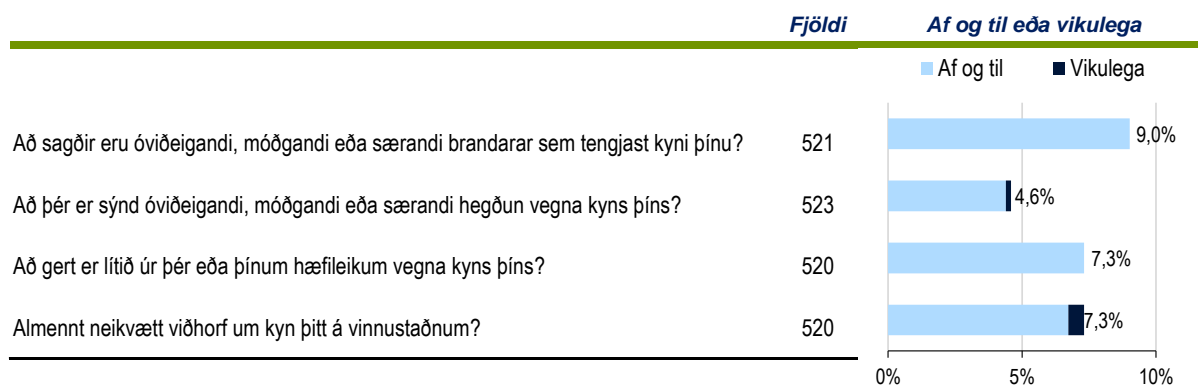 Fjöldi Af og til eða vikulega
Af og til Vikulega
Að sagðir eru óviðeigandi, móðgandi eða særandi brandarar sem tengjast kyni þínu? 521 9,0%
Að þér er sýnd óviðeigandi, móðgandi eða særandi hegðun vegna kyns þíns? 523 4,6%
Að gert er lítið úr þér eða þínum hæfileikum vegna kyns þíns? 520 7,3%
Almennt neikvætt viðhorf um kyn þitt á vinnustaðnum? 520 7,3%
0% 5% 10%